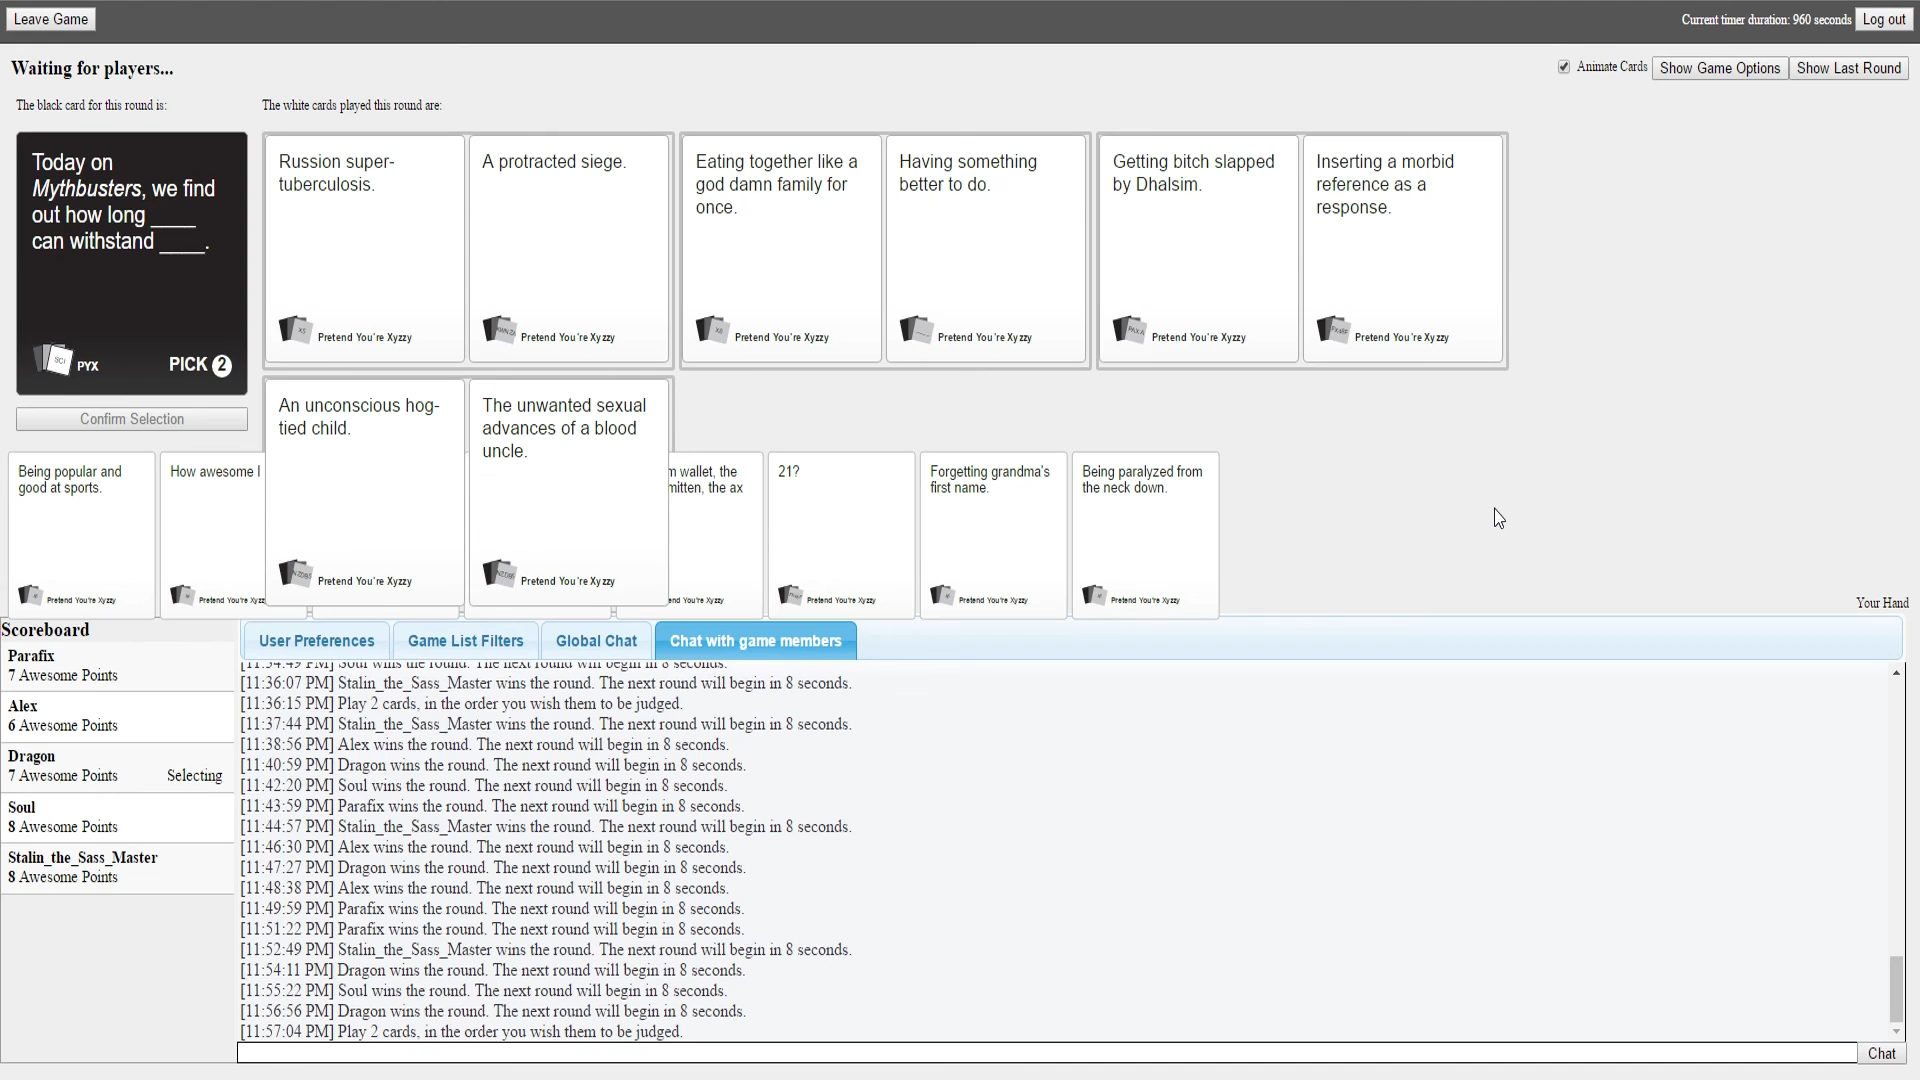 Leave Game
Current timer duration: 960 seconds
Log out
Waiting for players...
Animate Cards
Show Game Options
Show Last Round
The black card for this round is:
The white cards played this round are:
Today on
Mythbusters, we find
out how long ____
can withstand ____.
PYX
PICK 2
Russion super-
tuberculosis.
Pretend You're Xyzzy
A protracted siege.
Pretend You're Xyzzy
Eating together like a
god damn family for
once.
Pretend You're Xyzzy
Having something
better to do.
Pretend You're Xyzzy
Getting bitch slapped
by Dhalsim.
Pretend You're Xyzzy
Inserting a morbid
reference as a
response.
Pretend You're Xyzzy
An unconscious hog-
tied child.
Pretend You're Xyzzy
The unwanted sexual
advances of a blood
uncle.
Pretend You're Xyzzy
Confirm Selection
Being popular and
good at sports.
Pretend You're Xyzzy
How awesome I
Pretend You're Xyzz
wallet, the
mitten, the ax
You're Xyzzy
21?
Pretend You're Xyzzy
Forgetting grandma's
first name.
Pretend You're Xyzzy
Being paralyzed from
the neck down.
Pretend You're Xyzzy
Your Hand
Scoreboard
Parafix
7 Awesome Points
Alex
6 Awesome Points
Dragon
7 Awesome Points Selecting
Soul
8 Awesome Points
Stalin_the_Sass_Master
8 Awesome Points
User Preferences
Game List Filters
Global Chat
Chat with game members
[11:34:49 PM] Soul wins the round. The next round will begin in 8 seconds.
[11:36:07 PM] Stalin_the_Sass_Master wins the round. The next round will begin in 8 seconds.
[11:36:15 PM] Play 2 cards, in the order you wish them to be judged.
[11:37:44 PM] Stalin_the_Sass_Master wins the round. The next round will begin in 8 seconds.
[11:38:56 PM] Alex wins the round. The next round will begin in 8 seconds.
[11:40:59 PM] Dragon wins the round. The next round will begin in 8 seconds.
[11:42:20 PM] Soul wins the round. The next round will begin in 8 seconds.
[11:43:59 PM] Parafix wins the round. The next round will begin in 8 seconds.
[11:44:57 PM] Stalin_the_Sass_Master wins the round. The next round will begin in 8 seconds.
[11:46:30 PM] Alex wins the round. The next round will begin in 8 seconds.
[11:47:27 PM] Dragon wins the round. The next round will begin in 8 seconds.
[11:48:38 PM] Alex wins the round. The next round will begin in 8 seconds.
[11:49:59 PM] Parafix wins the round. The next round will begin in 8 seconds.
[11:51:22 PM] Parafix wins the round. The next round will begin in 8 seconds.
[11:52:49 PM] Stalin_the_Sass_Master wins the round. The next round will begin in 8 seconds.
[11:54:11 PM] Dragon wins the round. The next round will begin in 8 seconds.
[11:55:22 PM] Soul wins the round. The next round will begin in 8 seconds.
[11:56:56 PM] Dragon wins the round. The next round will begin in 8 seconds.
[11:57:04 PM] Play 2 cards, in the order you wish them to be judged.
Chat